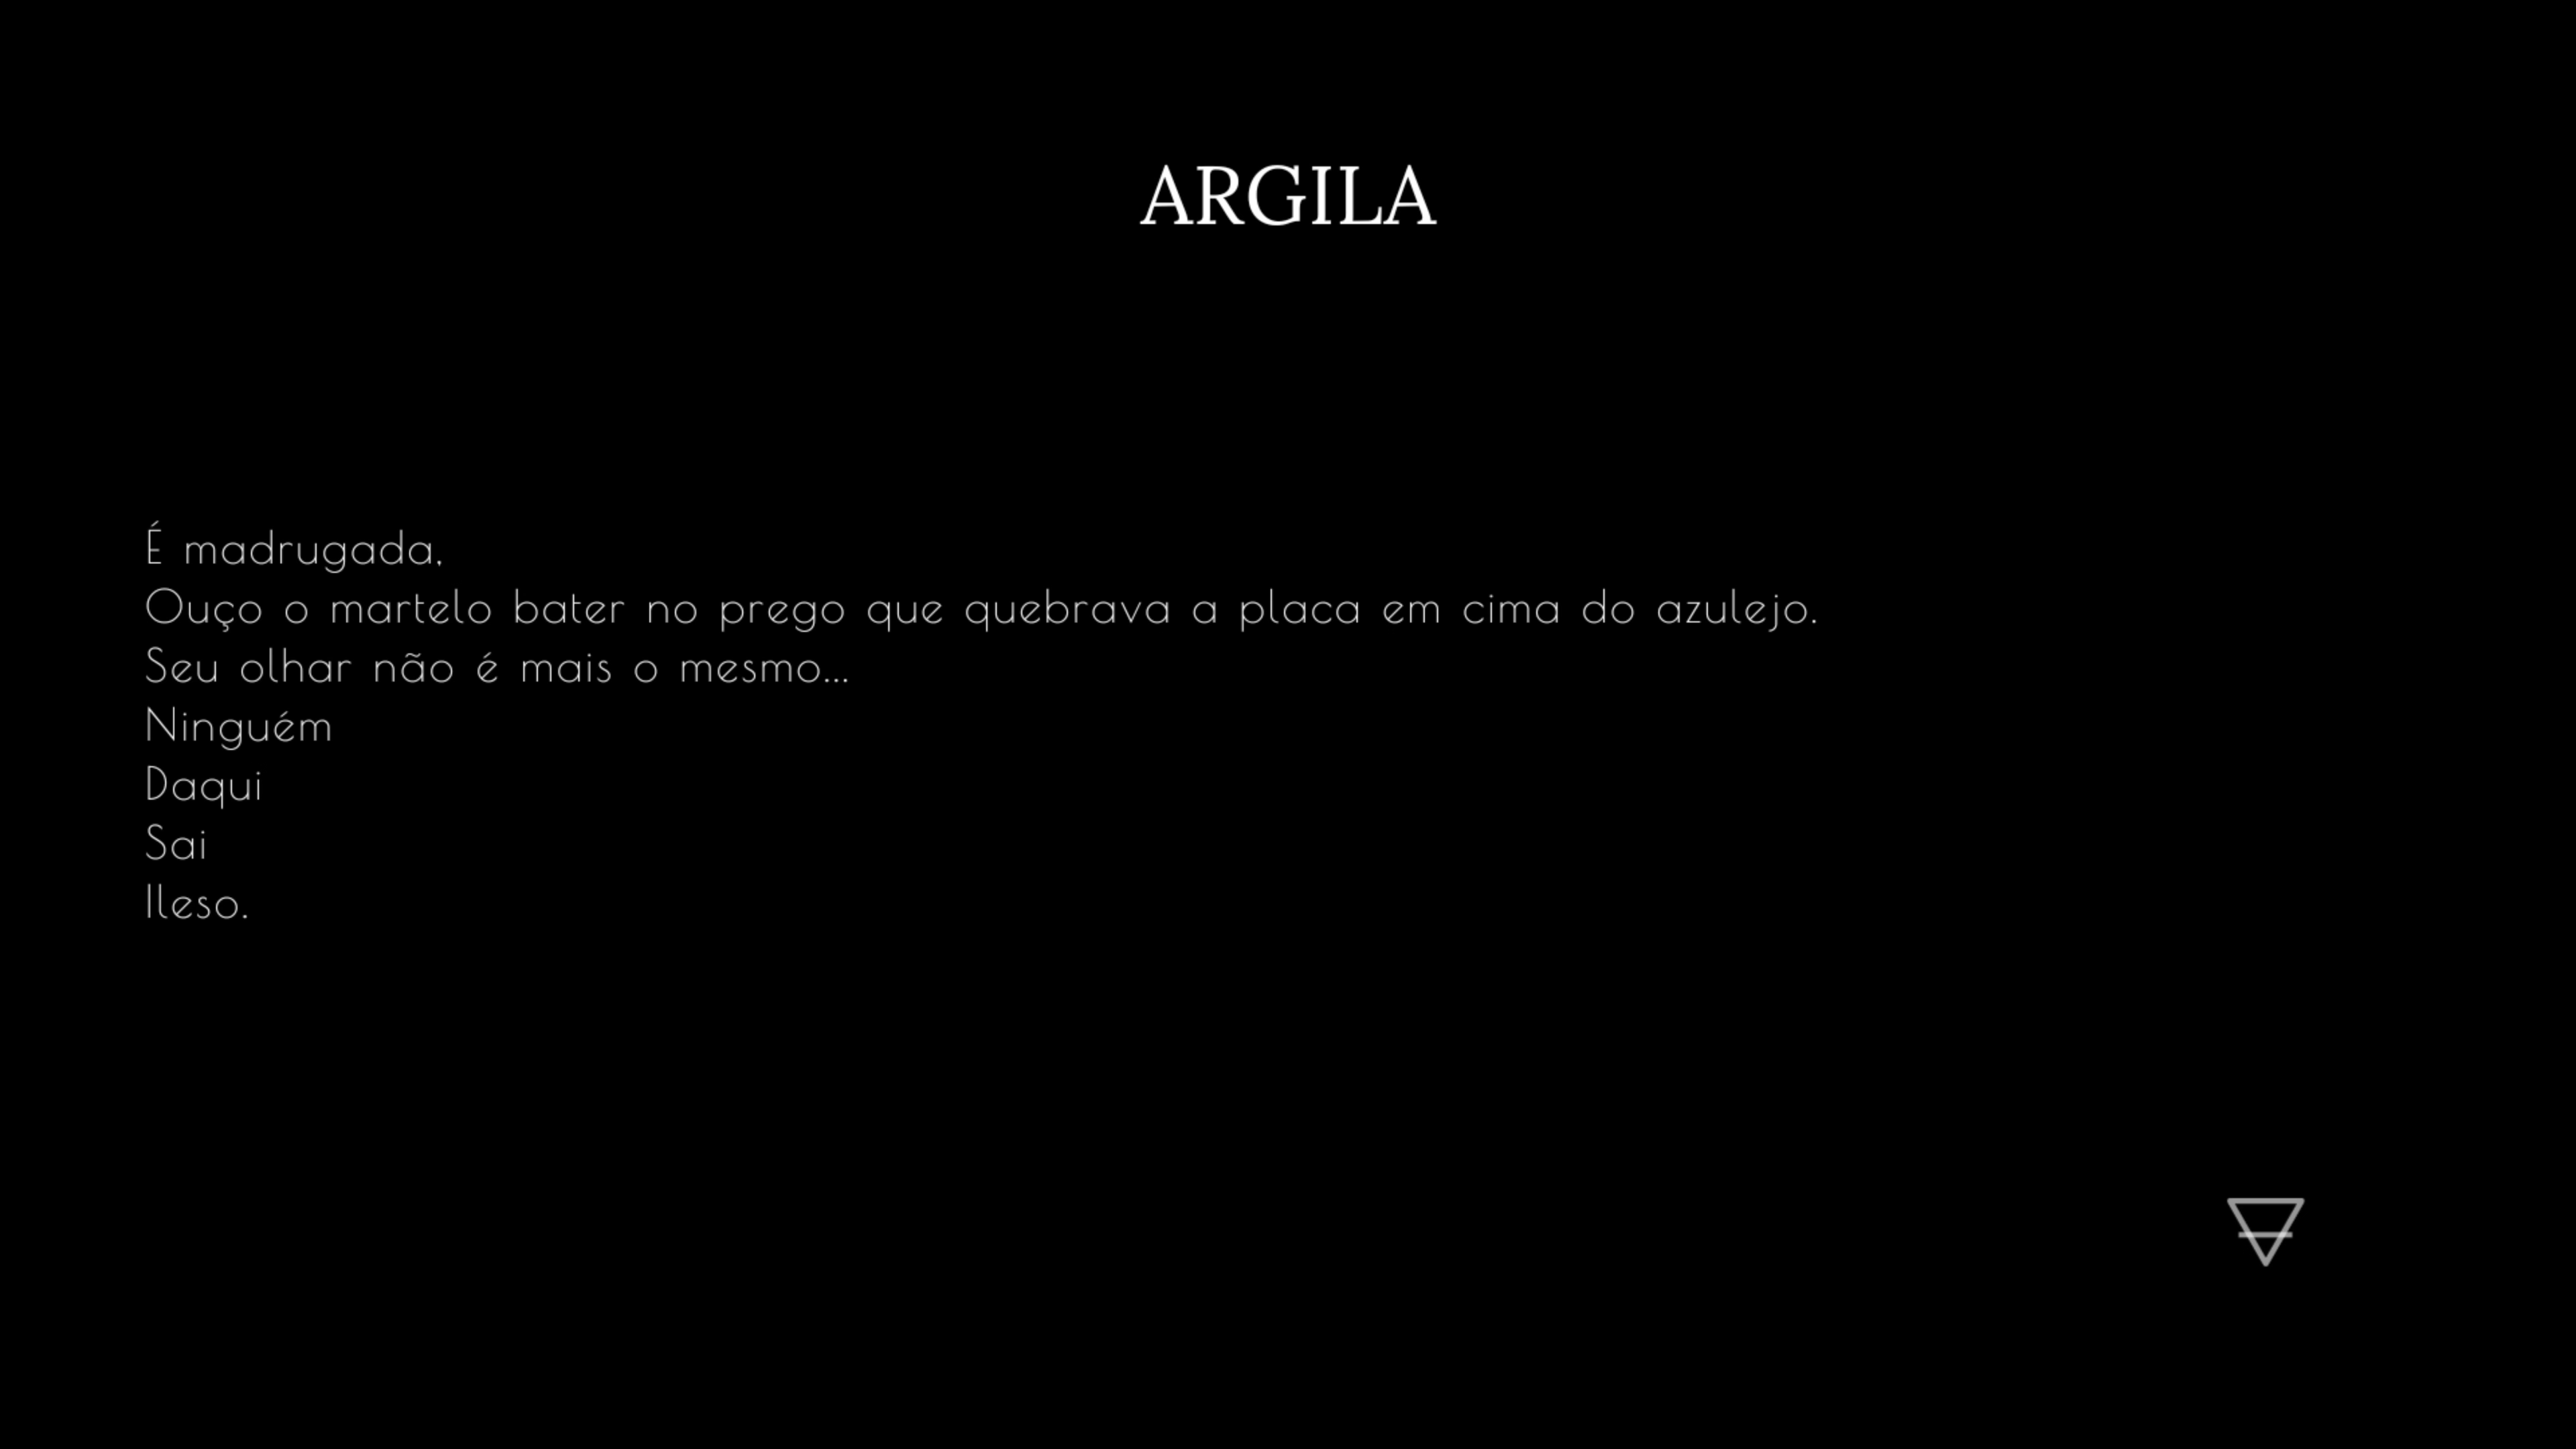 ARGILA
É madrugada,
Ouço o martelo bater no prego que quebrava a placa em cima do azulejo.
Seu olhar não é mais o mesmo...
Ninguém
Daqui
Sai
Ileso.